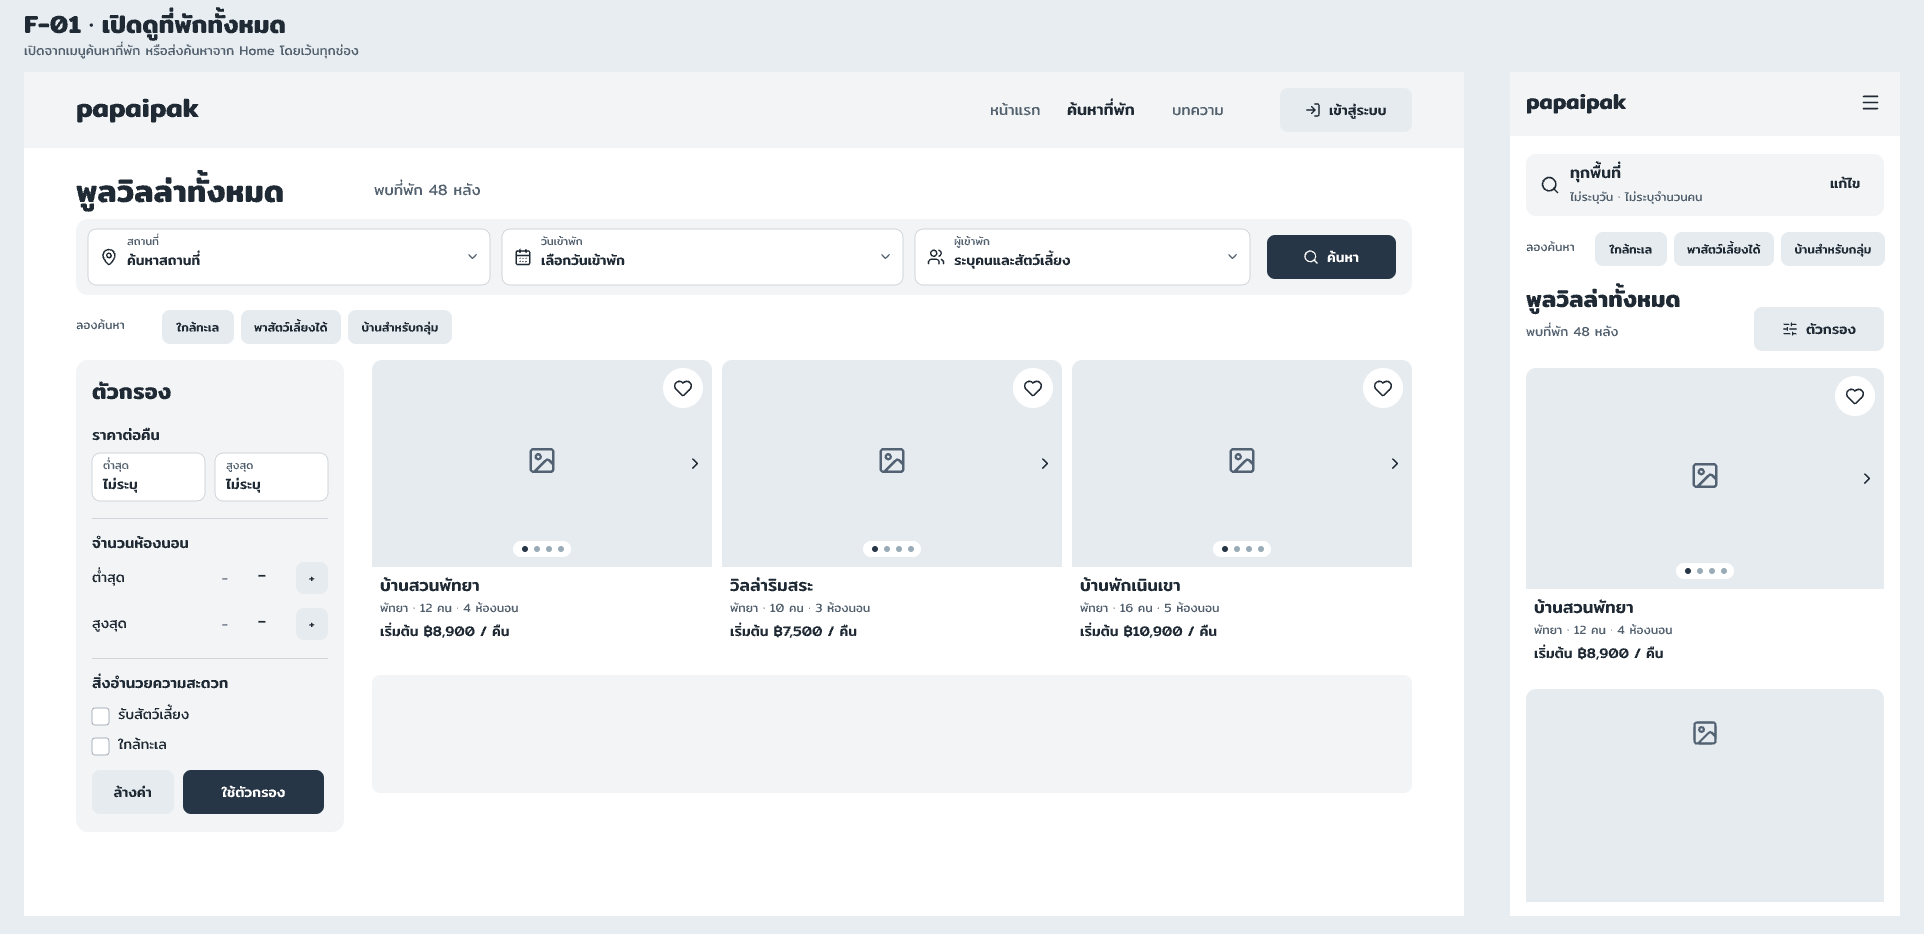 F-01 · เปิดดูที่พักทั้งหมด
เปิดจากเมนูค้นหาที่พัก หรือส่งค้นหาจาก Home โดยเว้นทุกช่อง
papaipak
หน้าแรก ค้นหาที่พัก บทความ เข้าสู่ระบบ
พูลวิลล่าทั้งหมด พบที่พัก 48 หลัง
สถานที่
ค้นหาสถานที่
วันเข้าพัก
เลือกวันเข้าพัก
ผู้เข้าพัก
ระบุคนและสัตว์เลี้ยง
ค้นหา
ลองค้นหา ใกล้ทะเล พาสัตว์เลี้ยงได้ บ้านสำหรับกลุ่ม
ตัวกรอง
ราคาต่อคืน
ต่ำสุด
ไม่ระบุ
สูงสุด
ไม่ระบุ
จำนวนห้องนอน
ต่ำสุด - – +
สูงสุด - – +
สิ่งอำนวยความสะดวก
รับสัตว์เลี้ยง
ใกล้ทะเล
ล้างค่า ใช้ตัวกรอง
บ้านสวนพัทยา
พัทยา · 12 คน · 4 ห้องนอน
เริ่มต้น ฿8,900 / คืน
วิลล่าริมสระ
พัทยา · 10 คน · 3 ห้องนอน
เริ่มต้น ฿7,500 / คืน
บ้านพักเนินเขา
พัทยา · 16 คน · 5 ห้องนอน
เริ่มต้น ฿10,900 / คืน
papaipak
ทุกพื้นที่
ไม่ระบุวัน · ไม่ระบุจำนวนคน
แก้ไข
ลองค้นหา ใกล้ทะเล พาสัตว์เลี้ยงได้ บ้านสำหรับกลุ่ม
พูลวิลล่าทั้งหมด
พบที่พัก 48 หลัง
ตัวกรอง
บ้านสวนพัทยา
พัทยา · 12 คน · 4 ห้องนอน
เริ่มต้น ฿8,900 / คืน